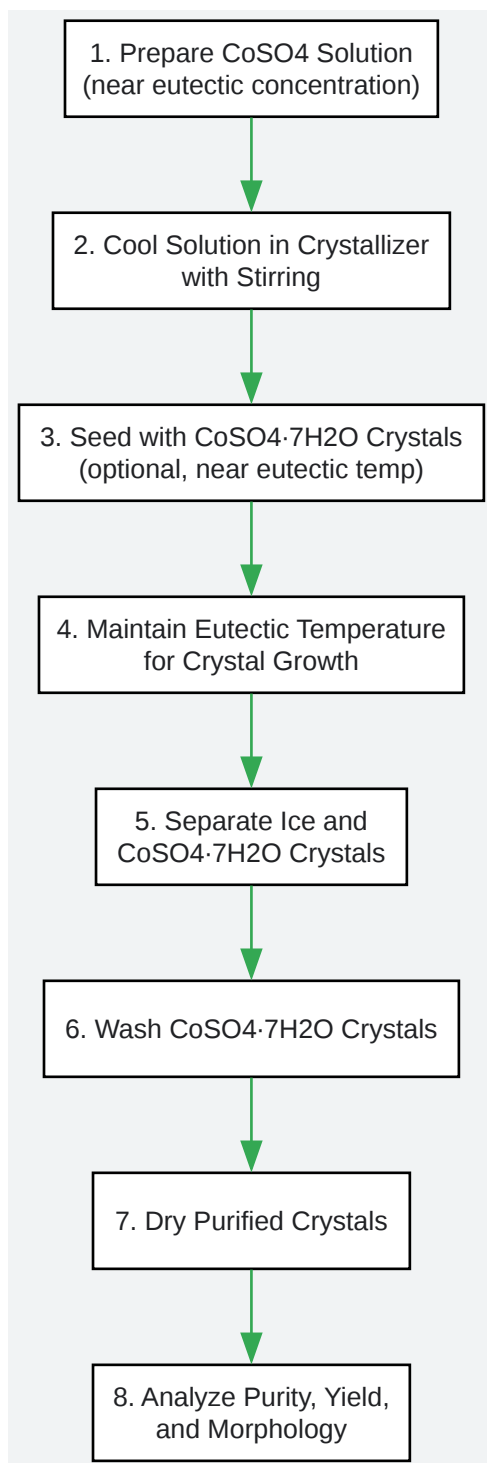 1. Prepare CoSO4 Solution
(near eutectic concentration)
2. Cool Solution in Crystallizer
with Stirring
3. Seed with CoSO4·7H2O Crystals
(optional, near eutectic temp)
4. Maintain Eutectic Temperature
for Crystal Growth
5. Separate Ice and
CoSO4·7H2O Crystals
6. Wash CoSO4·7H2O Crystals
7. Dry Purified Crystals
8. Analyze Purity, Yield,
and Morphology